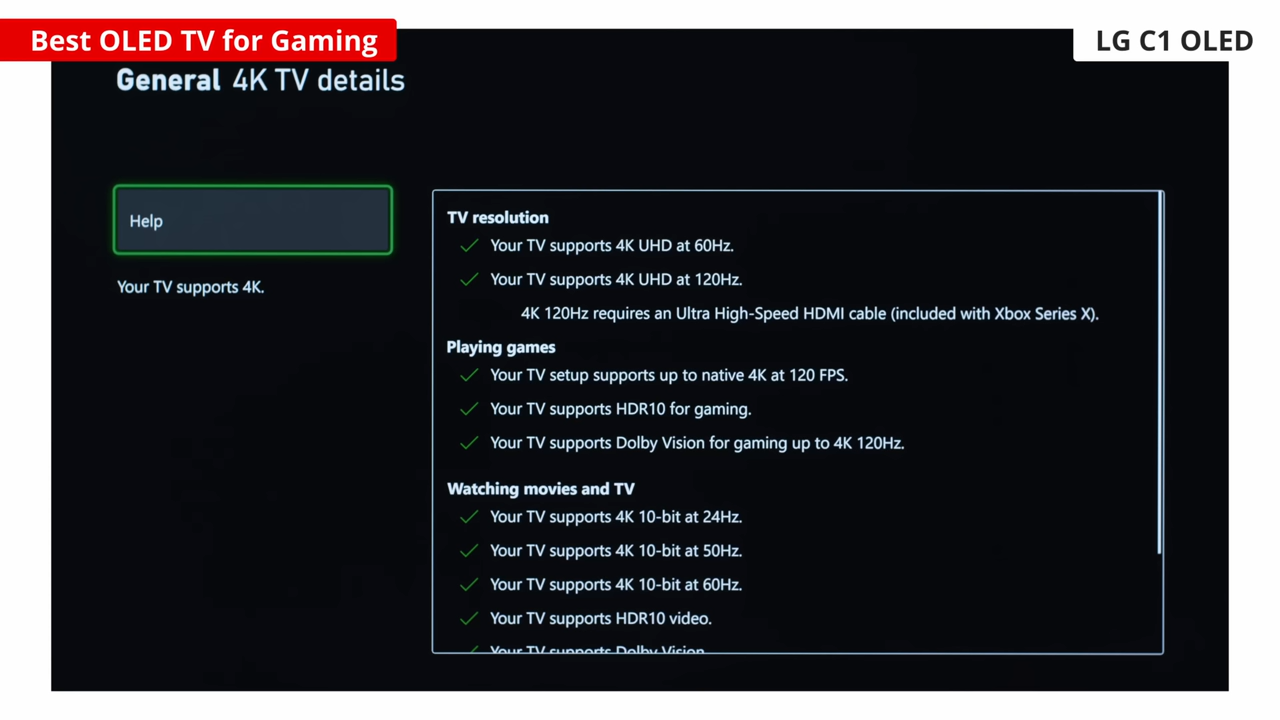 Best OLED TV for Gaming
LG C1 OLED
General 4K TV details
Help
Your TV supports 4K.
TV resolution
Your TV supports 4K UHD at 60Hz.
Your TV supports 4K UHD at 120Hz.
4K 120Hz requires an Ultra High-Speed HDMI cable (included with Xbox Series X).
Playing games
Your TV setup supports up to native 4K at 120 FPS.
Your TV supports HDR10 for gaming.
Your TV supports Dolby Vision for gaming up to 4K 120Hz.
Watching movies and TV
Your TV supports 4K 10-bit at 24Hz.
Your TV supports 4K 10-bit at 50Hz.
Your TV supports 4K 10-bit at 60Hz.
Your TV supports HDR10 video.
Your TV supports Dolby Vision